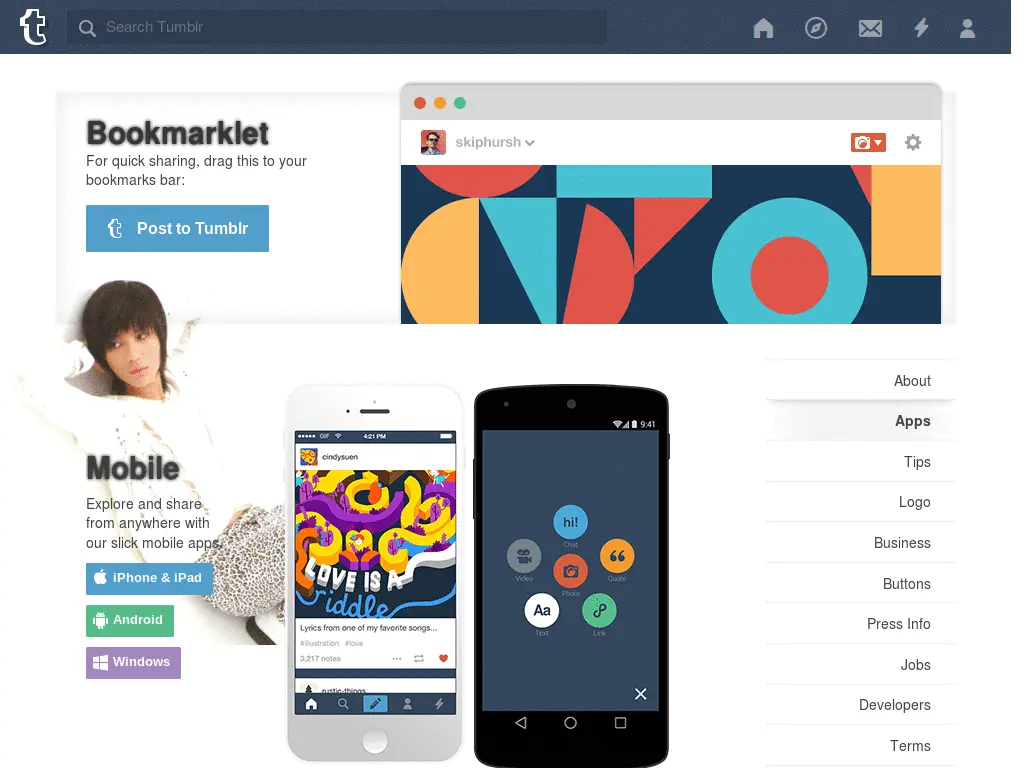 Search Tumblr
Bookmarklet
For quick sharing, drag this to your
bookmarks bar:
Post to Tumblr
skiphursh
Mobile
Explore and share
from anywhere with
our slick mobile apps.
iPhone & iPad
Android
Windows
GIF
4:21 PM
cindysuen
LOVE IS A
riddle
Lyrics from one of my favorite songs...
#illustration #love
3,217 notes
rustic-things
9:41
hi!
Chat
Video
Photo
Quote
Aa
Text
Link
About
Apps
Tips
Logo
Business
Buttons
Press Info
Jobs
Developers
Terms